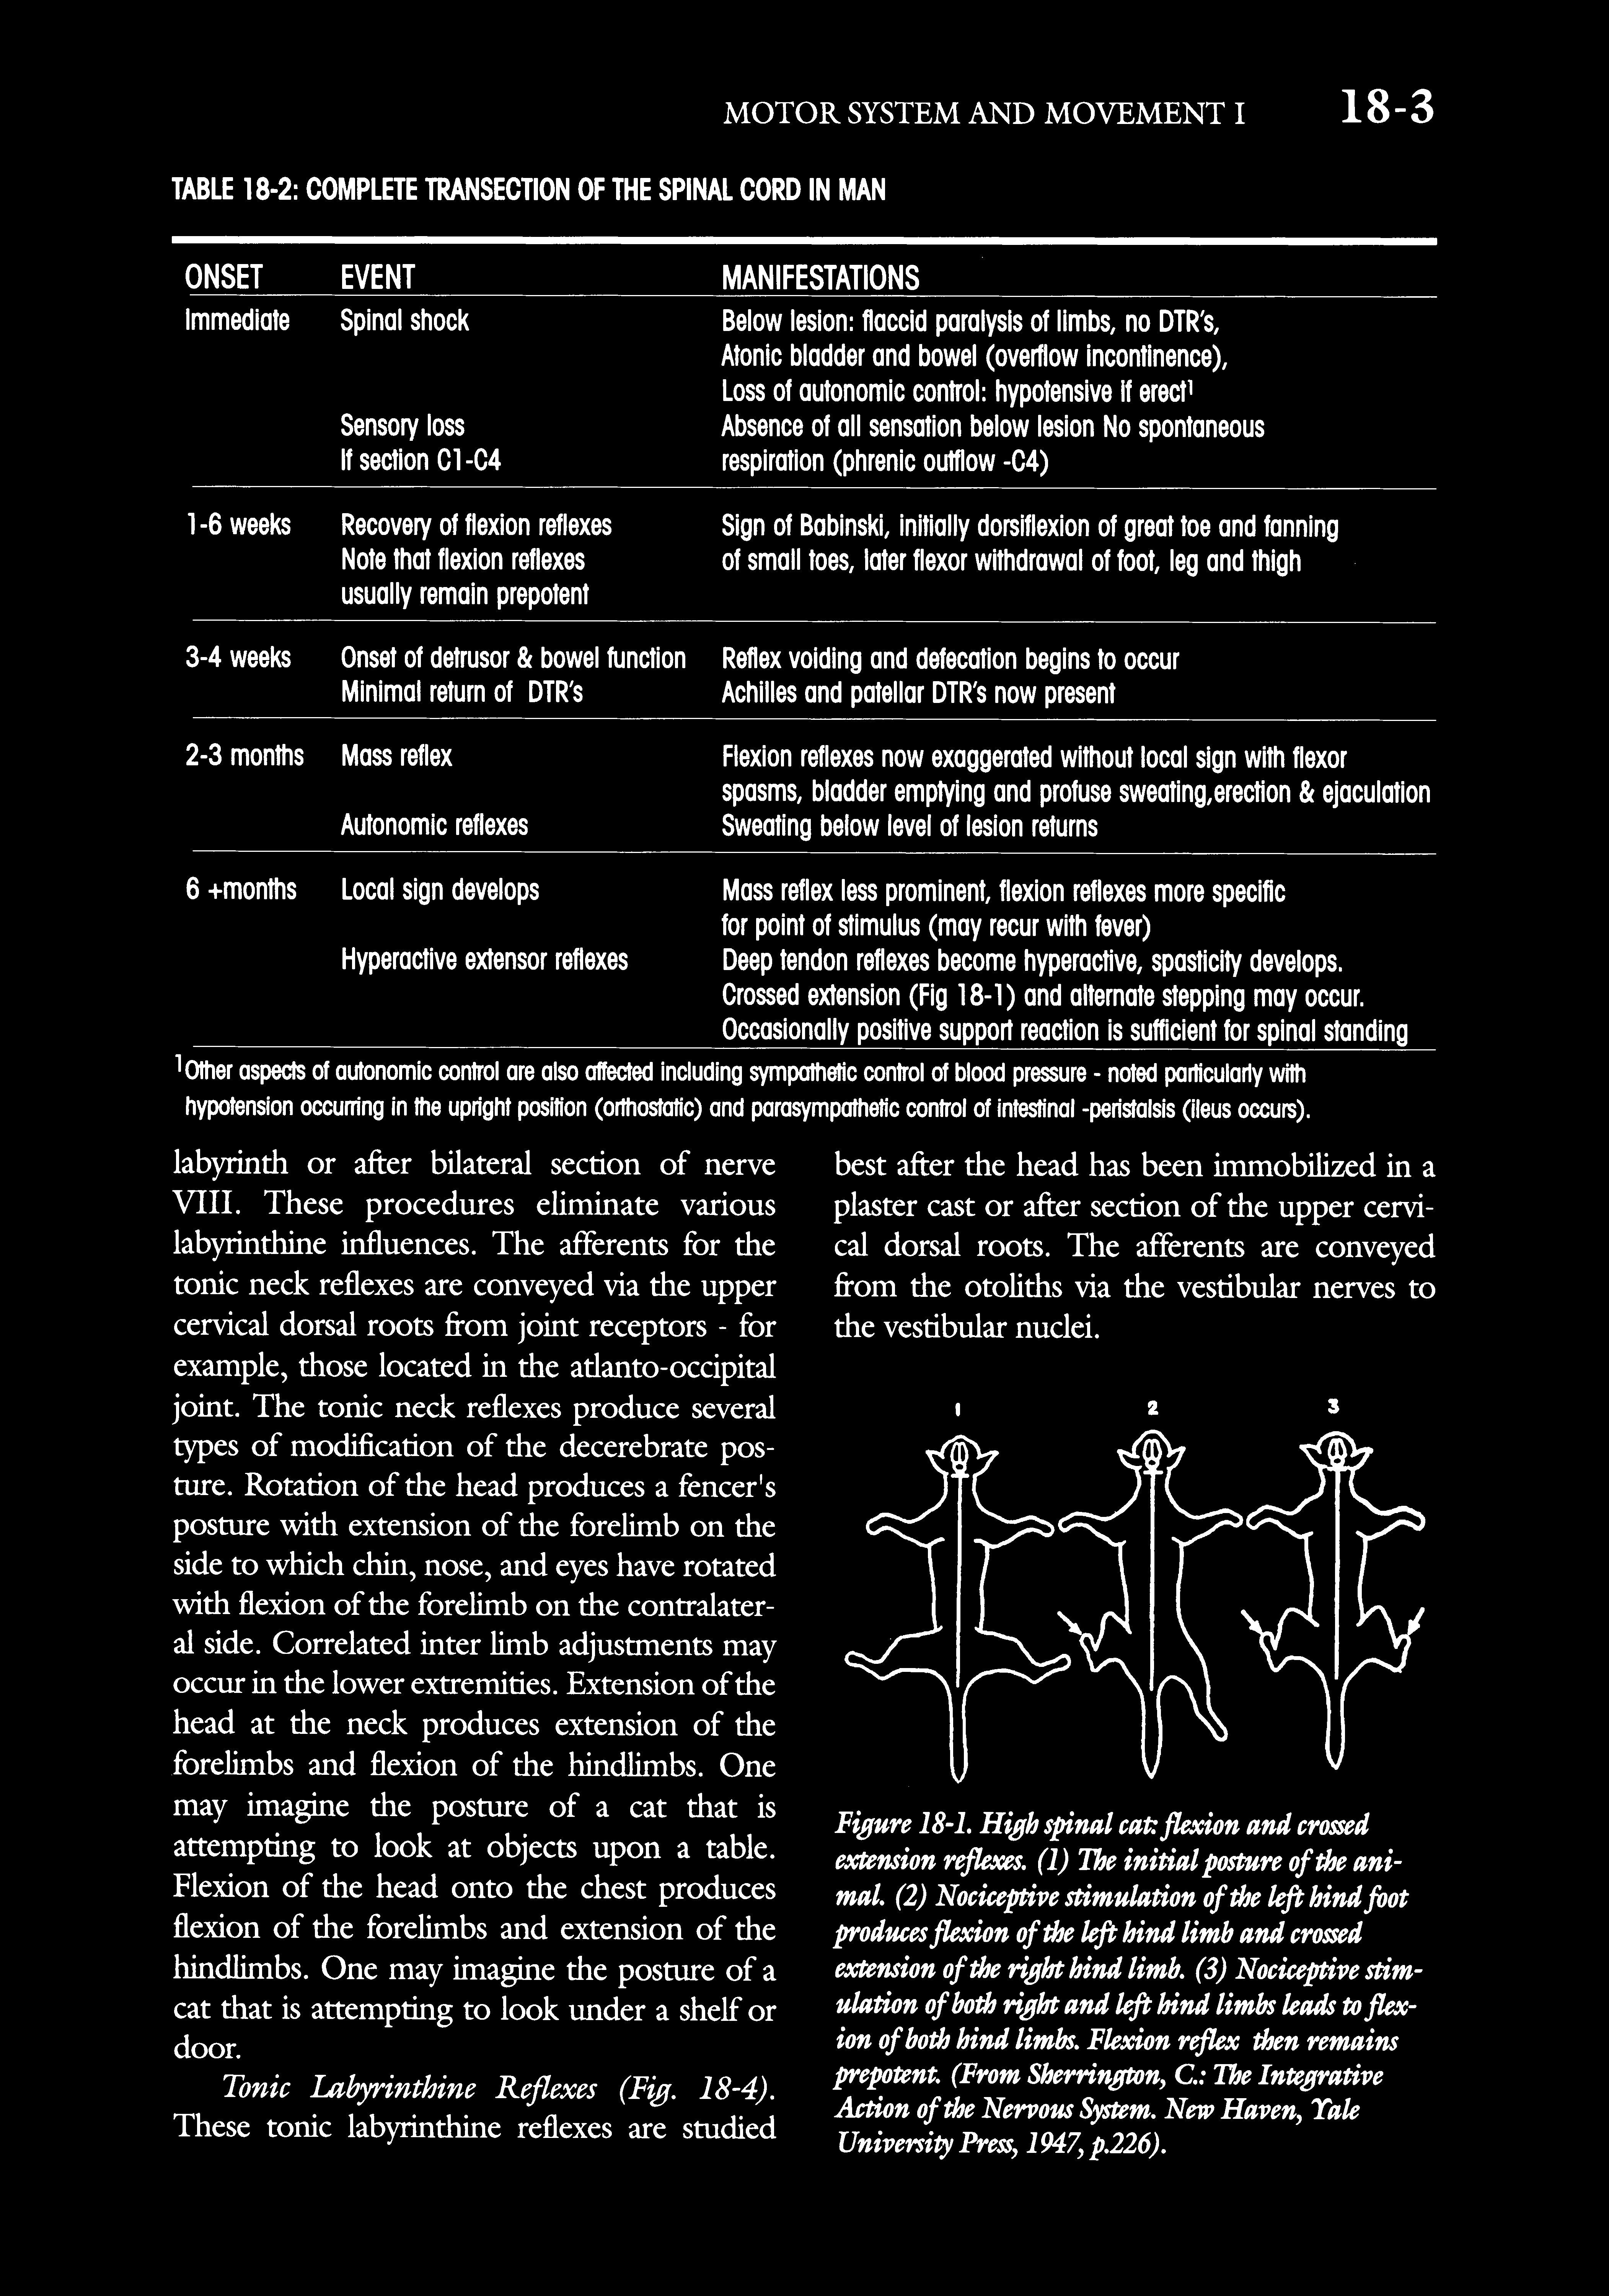 MOTOR SYSTEM AND MOVEMENT I 18-3
TABLE 18-2: COMPLETE TRANSECTION OF THE SPINAL CORD IN MAN
ONSET EVENT MANIFESTATIONS
Immediate Spinal shock Below lesion: flaccid paralysis of limbs, no DTR's,
Atonic bladder and bowel (overflow incontinence),
Loss of autonomic control: hypotensive if erect¹
Sensory loss Absence of all sensation below lesion No spontaneous
If section C1-C4 respiration (phrenic outflow -C4)
1-6 weeks Recovery of flexion reflexes Sign of Babinski, initially dorsiflexion of great toe and fanning
Note that flexion reflexes of small toes, later flexor withdrawal of foot, leg and thigh
usually remain prepotent
3-4 weeks Onset of detrusor & bowel function Reflex voiding and defecation begins to occur
Minimal return of DTR's Achilles and patellar DTR's now present
2-3 months Mass reflex Flexion reflexes now exaggerated without local sign with flexor
spasms, bladder emptying and profuse sweating,erection & ejaculation
Autonomic reflexes Sweating below level of lesion returns
6 +months Local sign develops Mass reflex less prominent, flexion reflexes more specific
for point of stimulus (may recur with fever)
Hyperactive extensor reflexes Deep tendon reflexes become hyperactive, spasticity develops.
Crossed extension (Fig 18-1) and alternate stepping may occur.
Occasionally positive support reaction is sufficient for spinal standing
¹Other aspects of autonomic control are also affected including sympathetic control of blood pressure - noted particularly with
hypotension occurring in the upright position (orthostatic) and parasympathetic control of intestinal -peristalsis (ileus occurs).
labyrinth or after bilateral section of nerve
VIII. These procedures eliminate various
labyrinthine influences. The afferents for the
tonic neck reflexes are conveyed via the upper
cervical dorsal roots from joint receptors - for
example, those located in the atlanto-occipital
joint. The tonic neck reflexes produce several
types of modification of the decerebrate pos-
ture. Rotation of the head produces a fencer's
posture with extension of the forelimb on the
side to which chin, nose, and eyes have rotated
with flexion of the forelimb on the contralater-
al side. Correlated inter limb adjustments may
occur in the lower extremities. Extension of the
head at the neck produces extension of the
forelimbs and flexion of the hindlimbs. One
may imagine the posture of a cat that is
attempting to look at objects upon a table.
Flexion of the head onto the chest produces
flexion of the forelimbs and extension of the
hindlimbs. One may imagine the posture of a
cat that is attempting to look under a shelf or
door.
Tonic Labyrinthine Reflexes (Fig. 18-4).
These tonic labyrinthine reflexes are studied
best after the head has been immobilized in a
plaster cast or after section of the upper cervi-
cal dorsal roots. The afferents are conveyed
from the otoliths via the vestibular nerves to
the vestibular nuclei.
1 2 3
Figure 18-1. High spinal cat: flexion and crossed
extension reflexes. (1) The initial posture of the ani-
mal. (2) Nociceptive stimulation of the left hind foot
produces flexion of the left hind limb and crossed
extension of the right hind limb. (3) Nociceptive stim-
ulation of both right and left hind limbs leads to flex-
ion of both hind limbs. Flexion reflex then remains
prepotent. (From Sherrington, C.: The Integrative
Action of the Nervous System. New Haven, Yale
University Press, 1947, p.226).